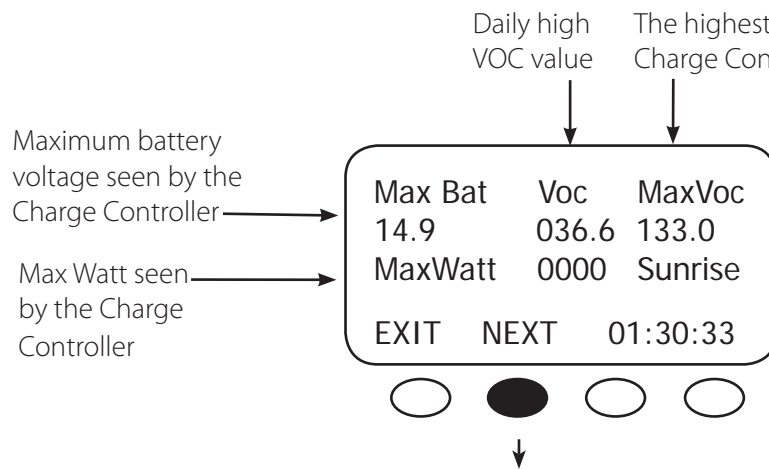 Daily high
VOC value
The highest
Charge Con
Maximum battery
voltage seen by the
Charge Controller
Max Watt seen
by the Charge
Controller
Max Bat Voc MaxVoc
14.9 036.6 133.0
MaxWatt 0000 Sunrise
EXIT NEXT 01:30:33